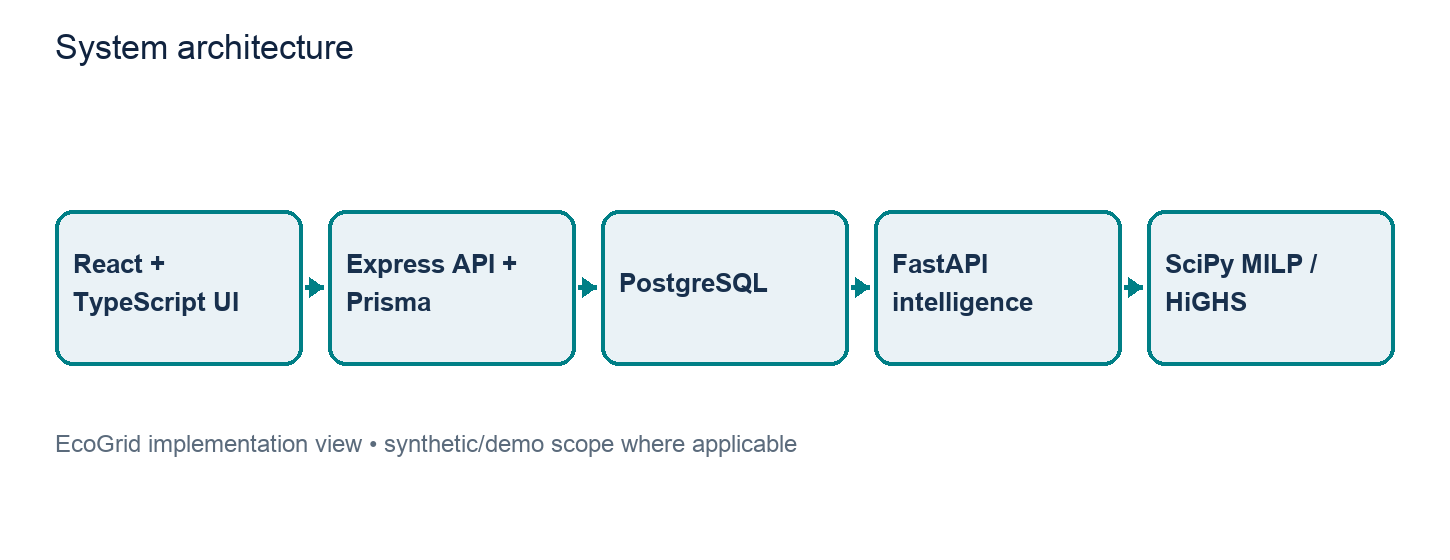 System architecture
React +
TypeScript UI
Express API +
Prisma
PostgreSQL
FastAPI
intelligence
SciPy MILP /
HiGHS
EcoGrid implementation view • synthetic/demo scope where applicable